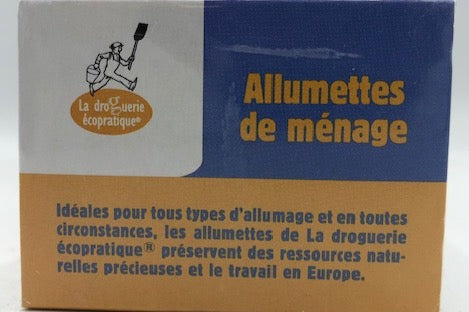 La droguerie
écopratique®
Allumettes
de ménage
Idéales pour tous types d'allumage et en toutes
circonstances, les allumettes de La droguerie
écopratique® préservent des ressources natu-
relles précieuses et le travail en Europe.